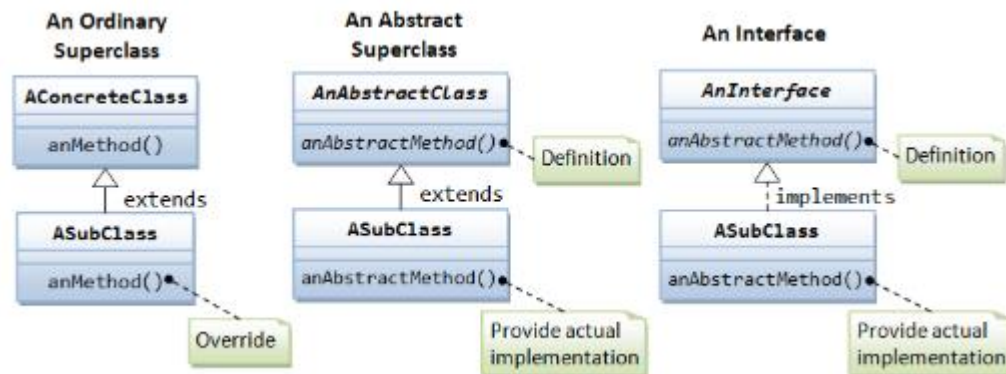 An Ordinary
Superclass
AConcreteClass
anMethod()
extends
ASubClass
anMethod()
Override
An Abstract
Superclass
AnAbstractClass
anAbstractMethod()
Definition
extends
ASubClass
anAbstractMethod()
Provide actual
implementation
An Interface
AnInterface
anAbstractMethod()
Definition
implements
ASubClass
anAbstractMethod()
Provide actual
implementation